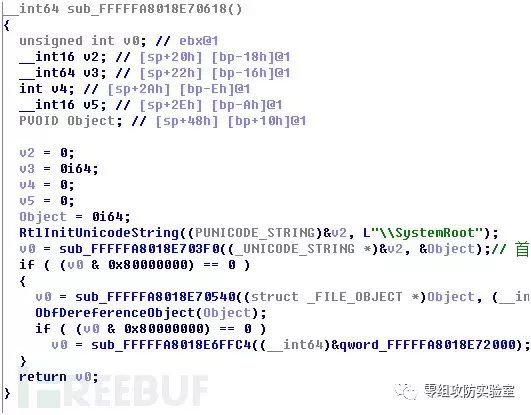 __int64 sub_FFFFFA8018E70618()
{
unsigned int v0; // ebx@1
__int16 v2; // [sp+20h] [bp-18h]@1
__int64 v3; // [sp+22h] [bp-16h]@1
int v4; // [sp+2Ah] [bp-Eh]@1
__int16 v5; // [sp+2Eh] [bp-Ah]@1
PVOID Object; // [sp+48h] [bp+10h]@1
v2 = 0;
v3 = 0i64;
v4 = 0;
v5 = 0;
Object = 0i64;
RtlInitUnicodeString((PUNICODE_STRING)&v2, L"\\SystemRoot");
v0 = sub_FFFFFA8018E703F0((_UNICODE_STRING *)&v2, &Object);// 首
if ( (v0 & 0x80000000) == 0 )
{
v0 = sub_FFFFFA8018E70540((struct _FILE_OBJECT *)Object, (__in
ObfDereferenceObject(Object);
if ( (v0 & 0x80000000) == 0 )
v0 = sub_FFFFFA8018E6FFC4((__int64)&qword_FFFFFA8018E72000);
}
return v0;
}
FREEBUF
零组攻防实验室